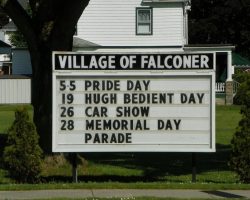 VILLAGE OF FALCONER
5-5 PRIDE DAY
19 HUGH BEDIENT DAY
26 CAR SHOW
28 MEMORIAL DAY
PARADE